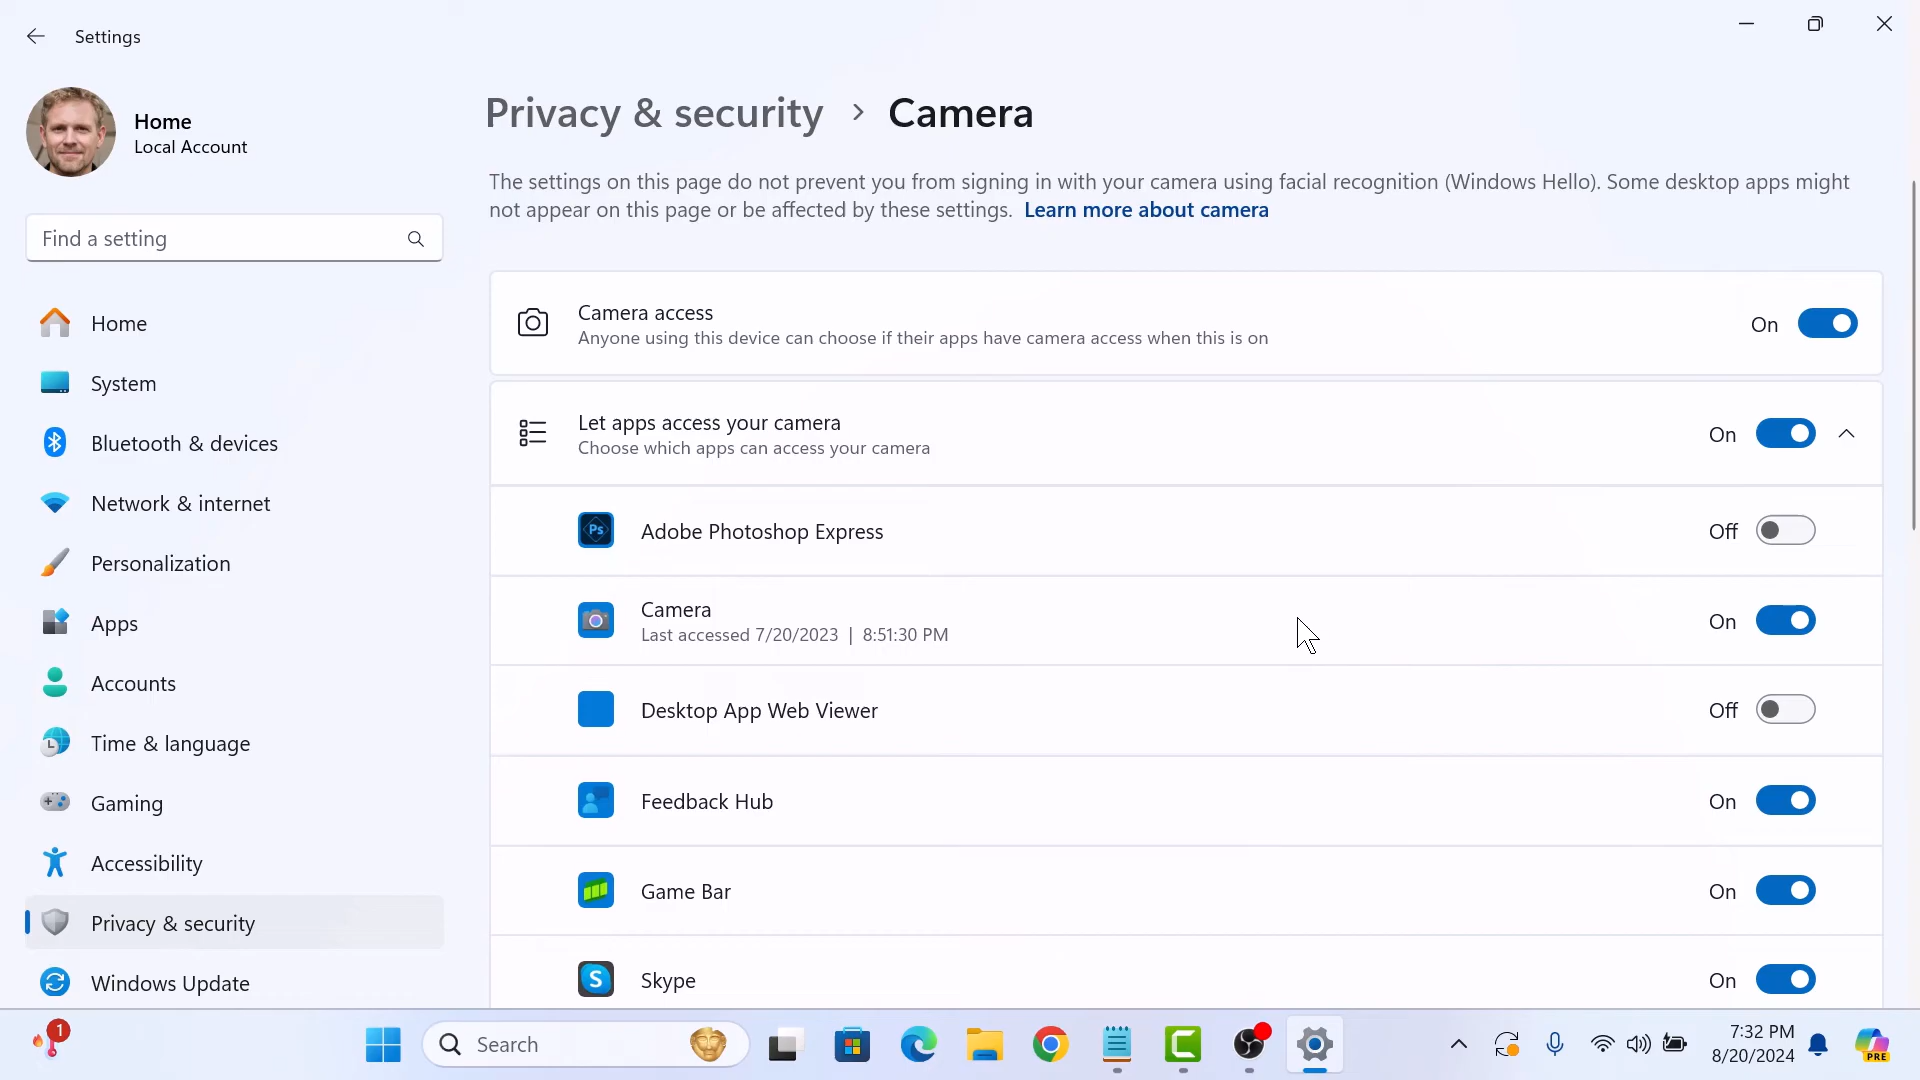 Settings
Home
Local Account
Find a setting
Home
System
Bluetooth & devices
Network & internet
Personalization
Apps
Accounts
Time & language
Gaming
Accessibility
Privacy & security
Windows Update
Privacy & security > Camera
The settings on this page do not prevent you from signing in with your camera using facial recognition (Windows Hello). Some desktop apps might
not appear on this page or be affected by these settings. Learn more about camera
Camera access
Anyone using this device can choose if their apps have camera access when this is on
On
Let apps access your camera
Choose which apps can access your camera
On
Ps
Adobe Photoshop Express
Off
Camera
Last accessed 7/20/2023 | 8:51:30 PM
On
Desktop App Web Viewer
Off
Feedback Hub
On
Game Bar
On
S
Skype
On
1
Search
7:32 PM
8/20/2024
PRE